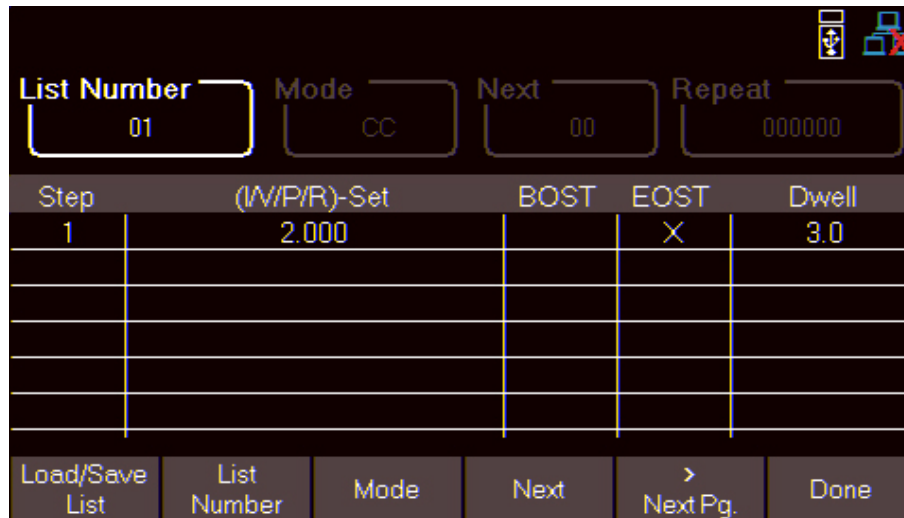 List Number Mode Next Repeat
01 CC 00 000000
Step (I/V/P/R)-Set BOST EOST Dwell
1 2.000 X 3.0
Load/Save List Mode Next > Done
List Number Next Pg.